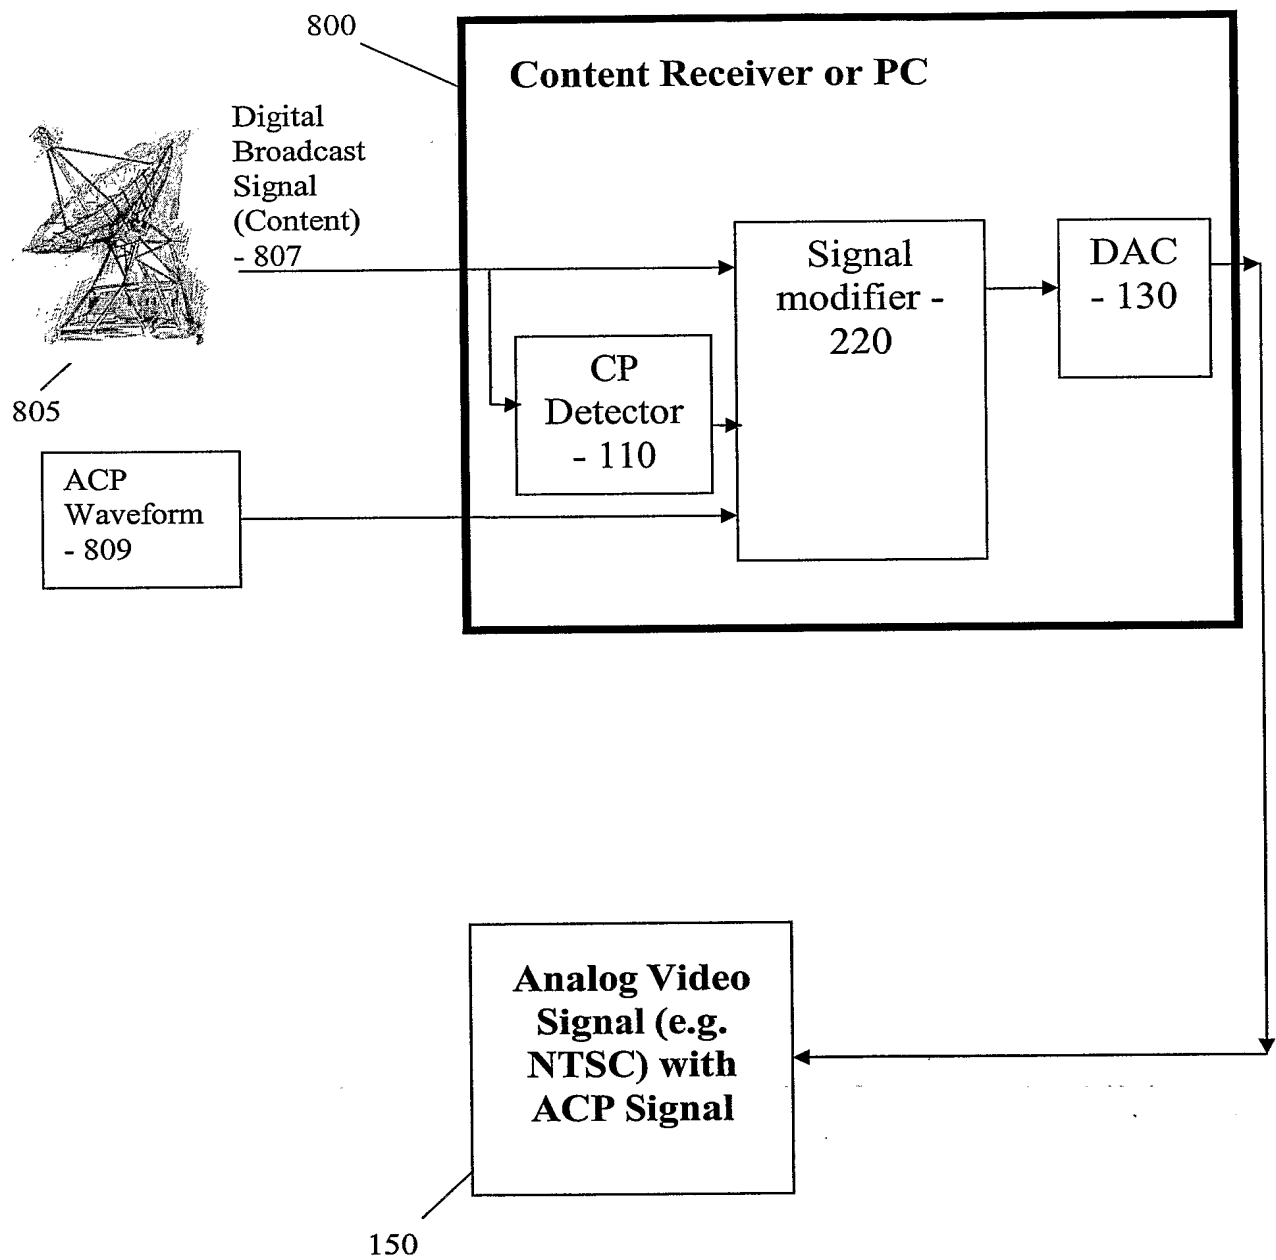 800
Content Receiver or PC
Digital
Broadcast
Signal
(Content)
- 807
Signal
modifier -
220
DAC
- 130
CP
Detector
- 110
805
ACP
Waveform
- 809
Analog Video
Signal (e.g.
NTSC) with
ACP Signal
150